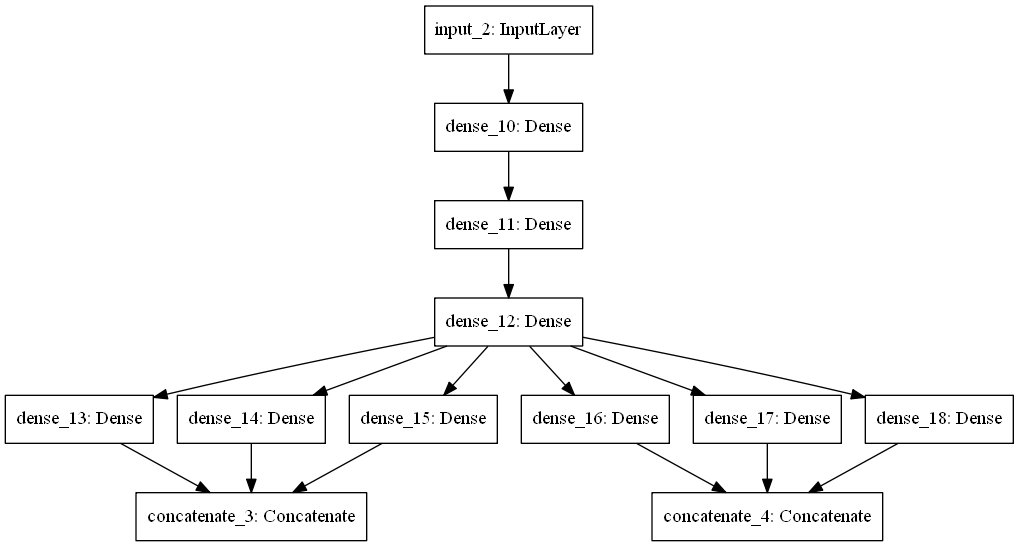 input_2: InputLayer
dense_10: Dense
dense_11: Dense
dense_12: Dense
dense_13: Dense
dense_14: Dense
dense_15: Dense
dense_16: Dense
dense_17: Dense
dense_18: Dense
concatenate_3: Concatenate
concatenate_4: Concatenate